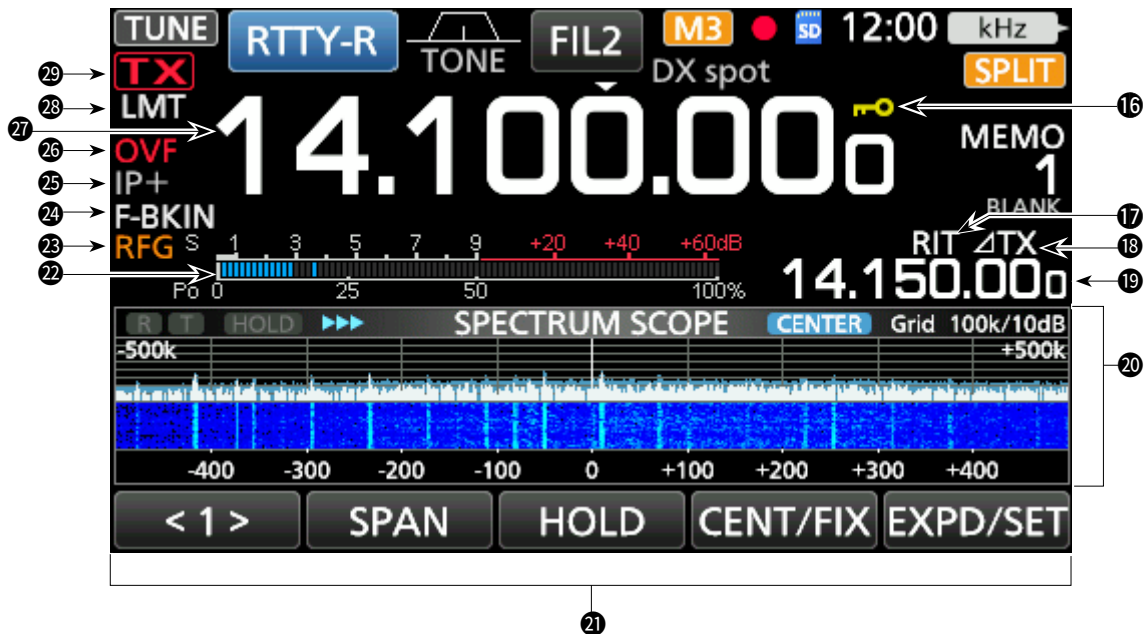 TUNE RTTY-R TONE FIL2 M3 SD 12:00 kHz
㉙ TX DX spot SPLIT
㉘ LMT
㉗ 14.100.000 ⑯
㉖ OVF MEMO
㉕ IP+ 1
㉔ F-BKIN BLANK ⑰
㉓ RFG S 1 3 5 7 9 +20 +40 +60dB RIT ⊿TX ⑱
㉒ 14.150.000 ⑲
Po 0 25 50 100%
R T HOLD SPECTRUM SCOPE CENTER Grid 100k/10dB
-500k +500k
⑳
-400 -300 -200 -100 0 +100 +200 +300 +400
< 1 > SPAN HOLD CENT/FIX EXPD/SET
㉑